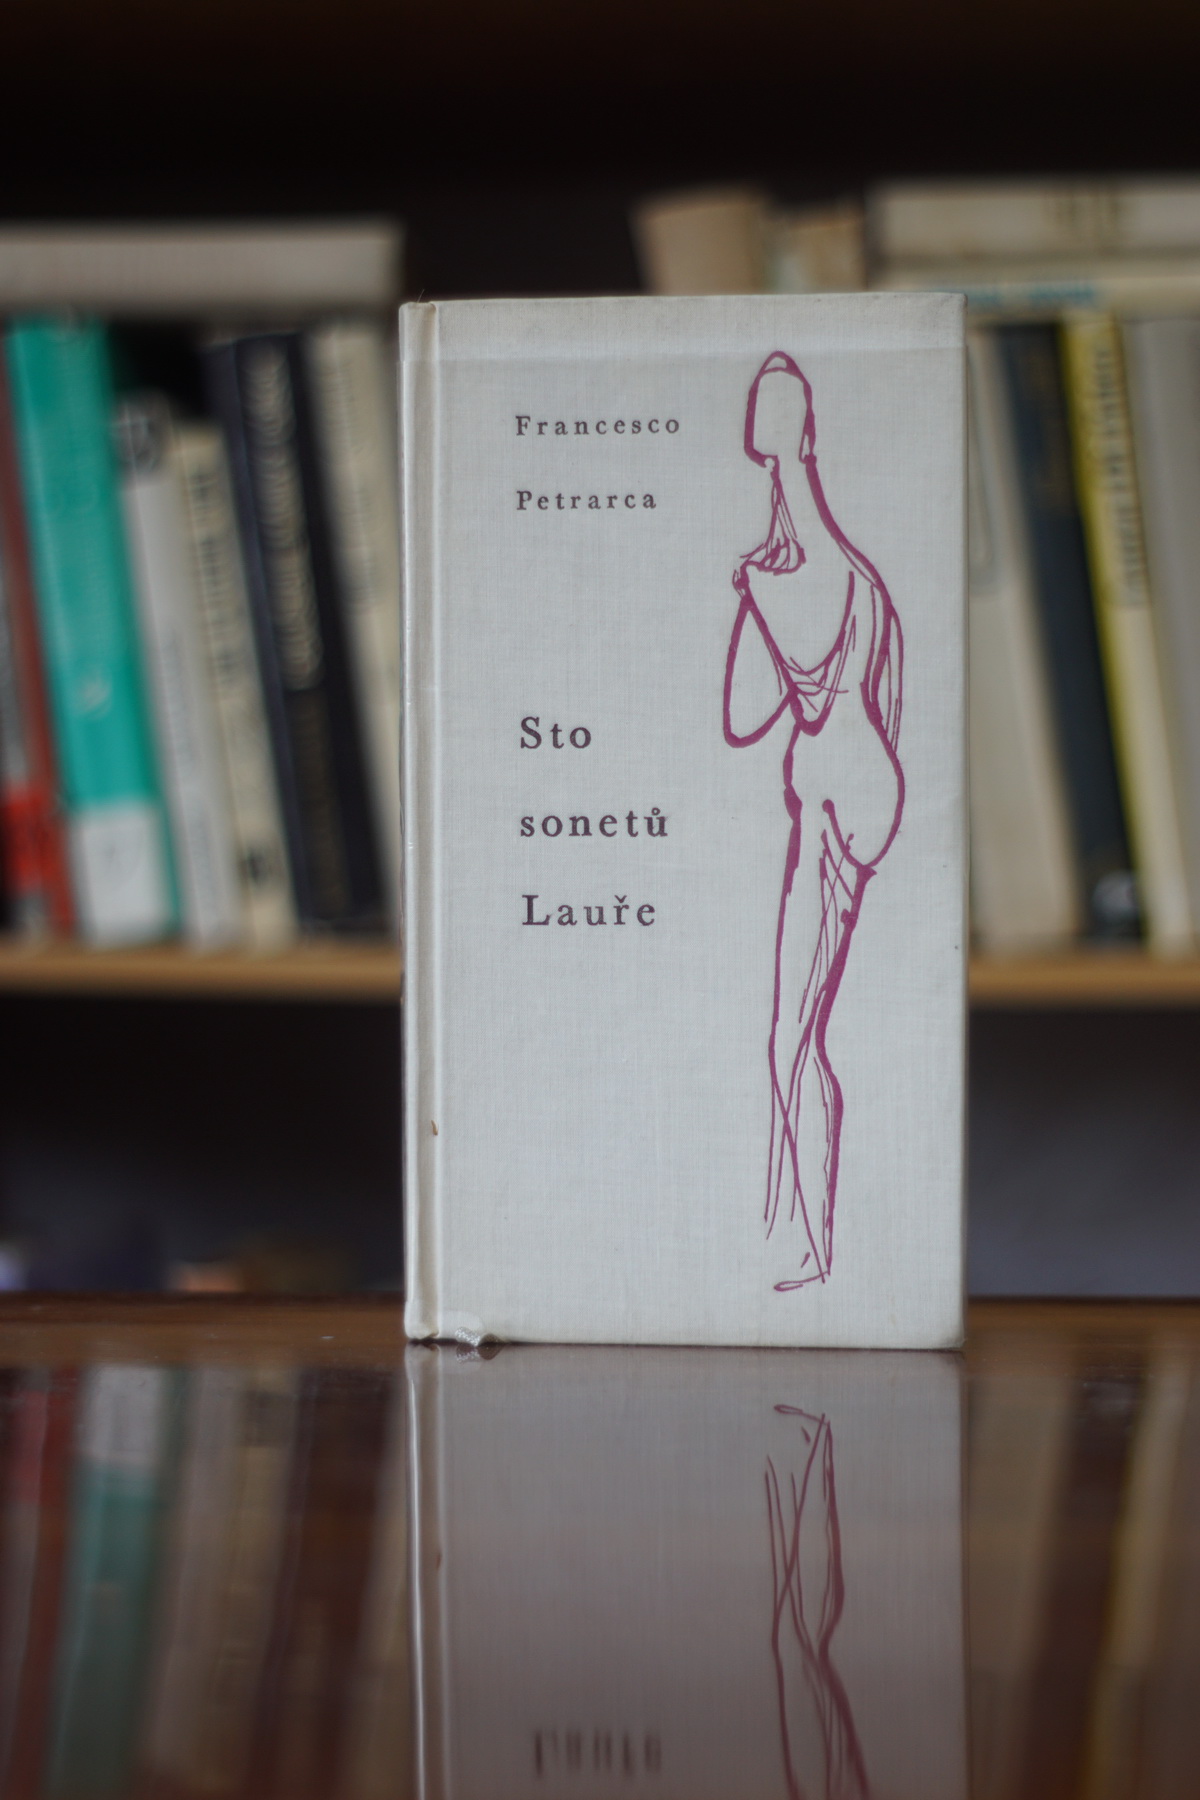 Francesco
Petrarca
Sto
sonetů
Lauře